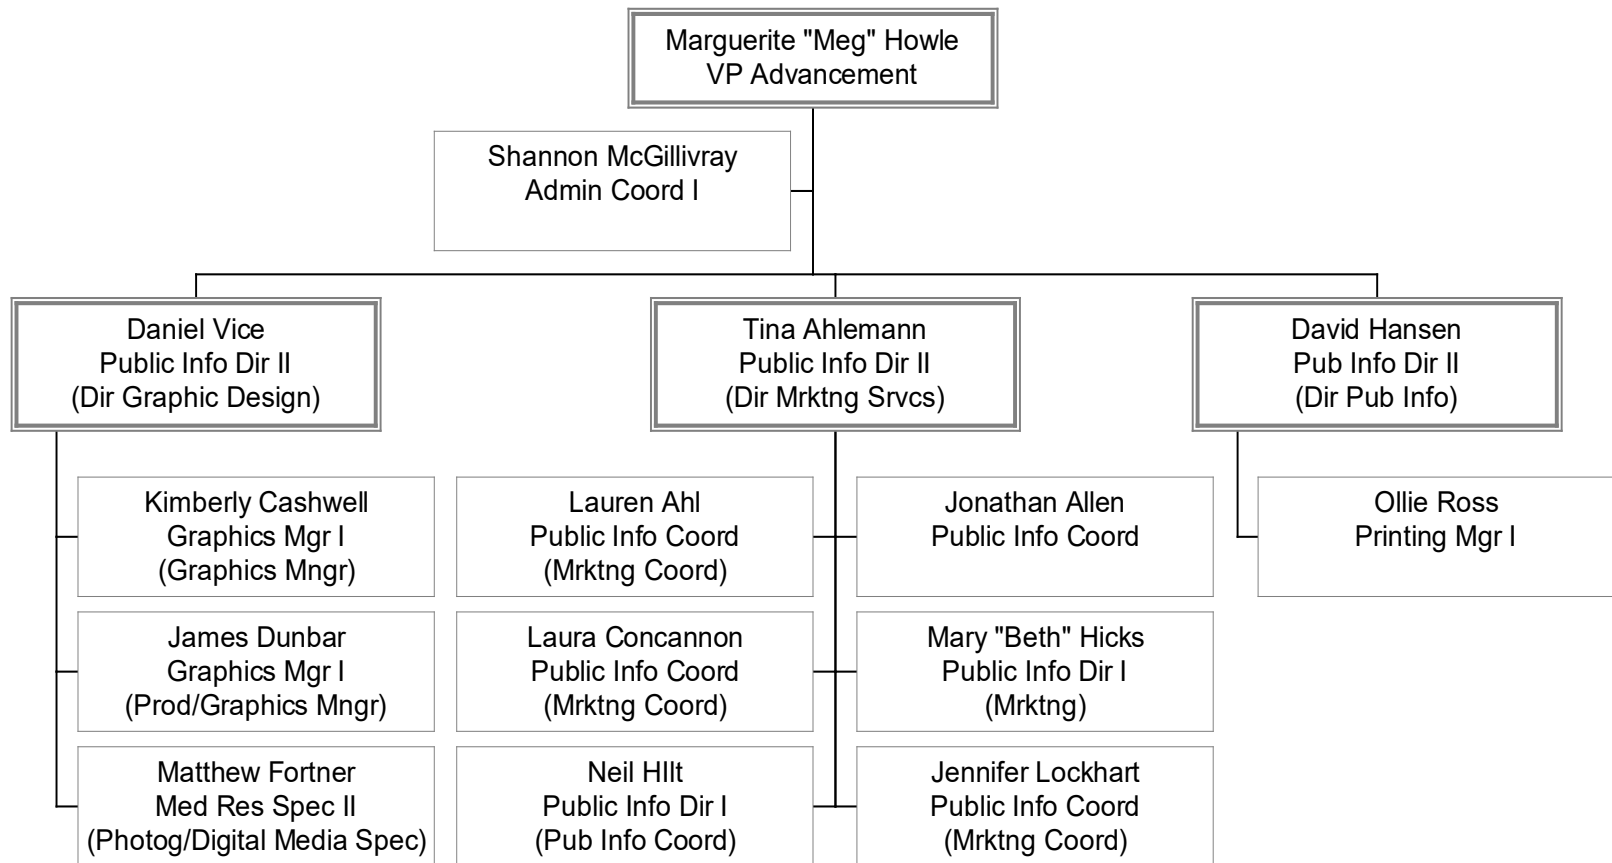 Marguerite "Meg" Howle
VP Advancement
Shannon McGillivray
Admin Coord I
Daniel Vice
Public Info Dir II
(Dir Graphic Design)
Tina Ahlemann
Public Info Dir II
(Dir Mrktng Srvcs)
David Hansen
Pub Info Dir II
(Dir Pub Info)
Kimberly Cashwell
Graphics Mgr I
(Graphics Mngr)
Lauren Ahl
Public Info Coord
(Mrktng Coord)
Jonathan Allen
Public Info Coord
Ollie Ross
Printing Mgr I
James Dunbar
Graphics Mgr I
(Prod/Graphics Mngr)
Laura Concannon
Public Info Coord
(Mrktng Coord)
Mary "Beth" Hicks
Public Info Dir I
(Mrktng)
Matthew Fortner
Med Res Spec II
(Photog/Digital Media Spec)
Neil HIlt
Public Info Dir I
(Pub Info Coord)
Jennifer Lockhart
Public Info Coord
(Mrktng Coord)